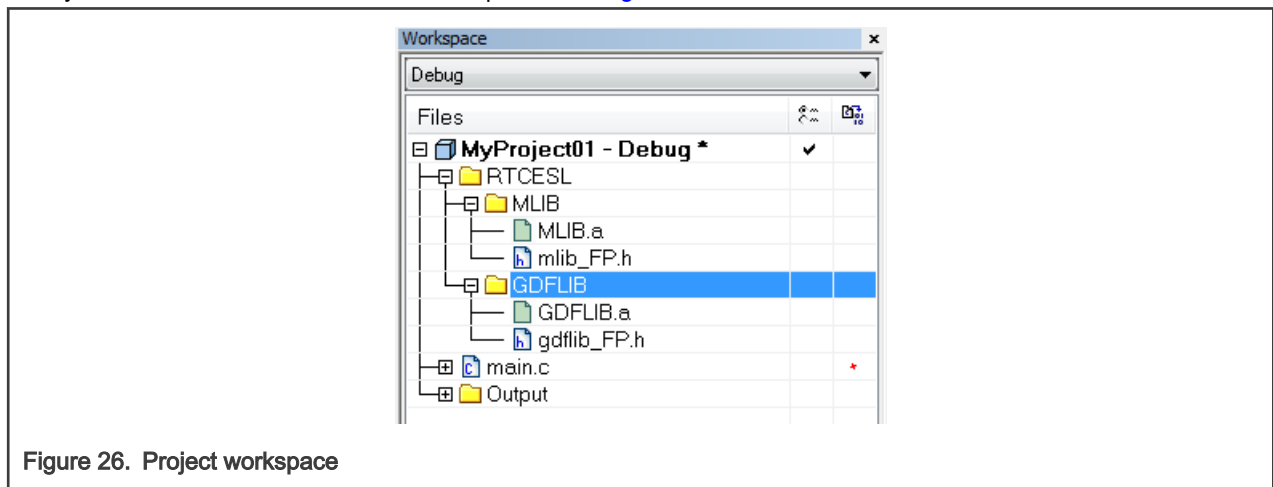 Workspace
Debug
Files
MyProject01 - Debug *
RTCESL
MLIB
MLIB.a
mlib_FP.h
GDFLIB
GDFLIB.a
gdflib_FP.h
main.c
Output
Figure 26. Project workspace